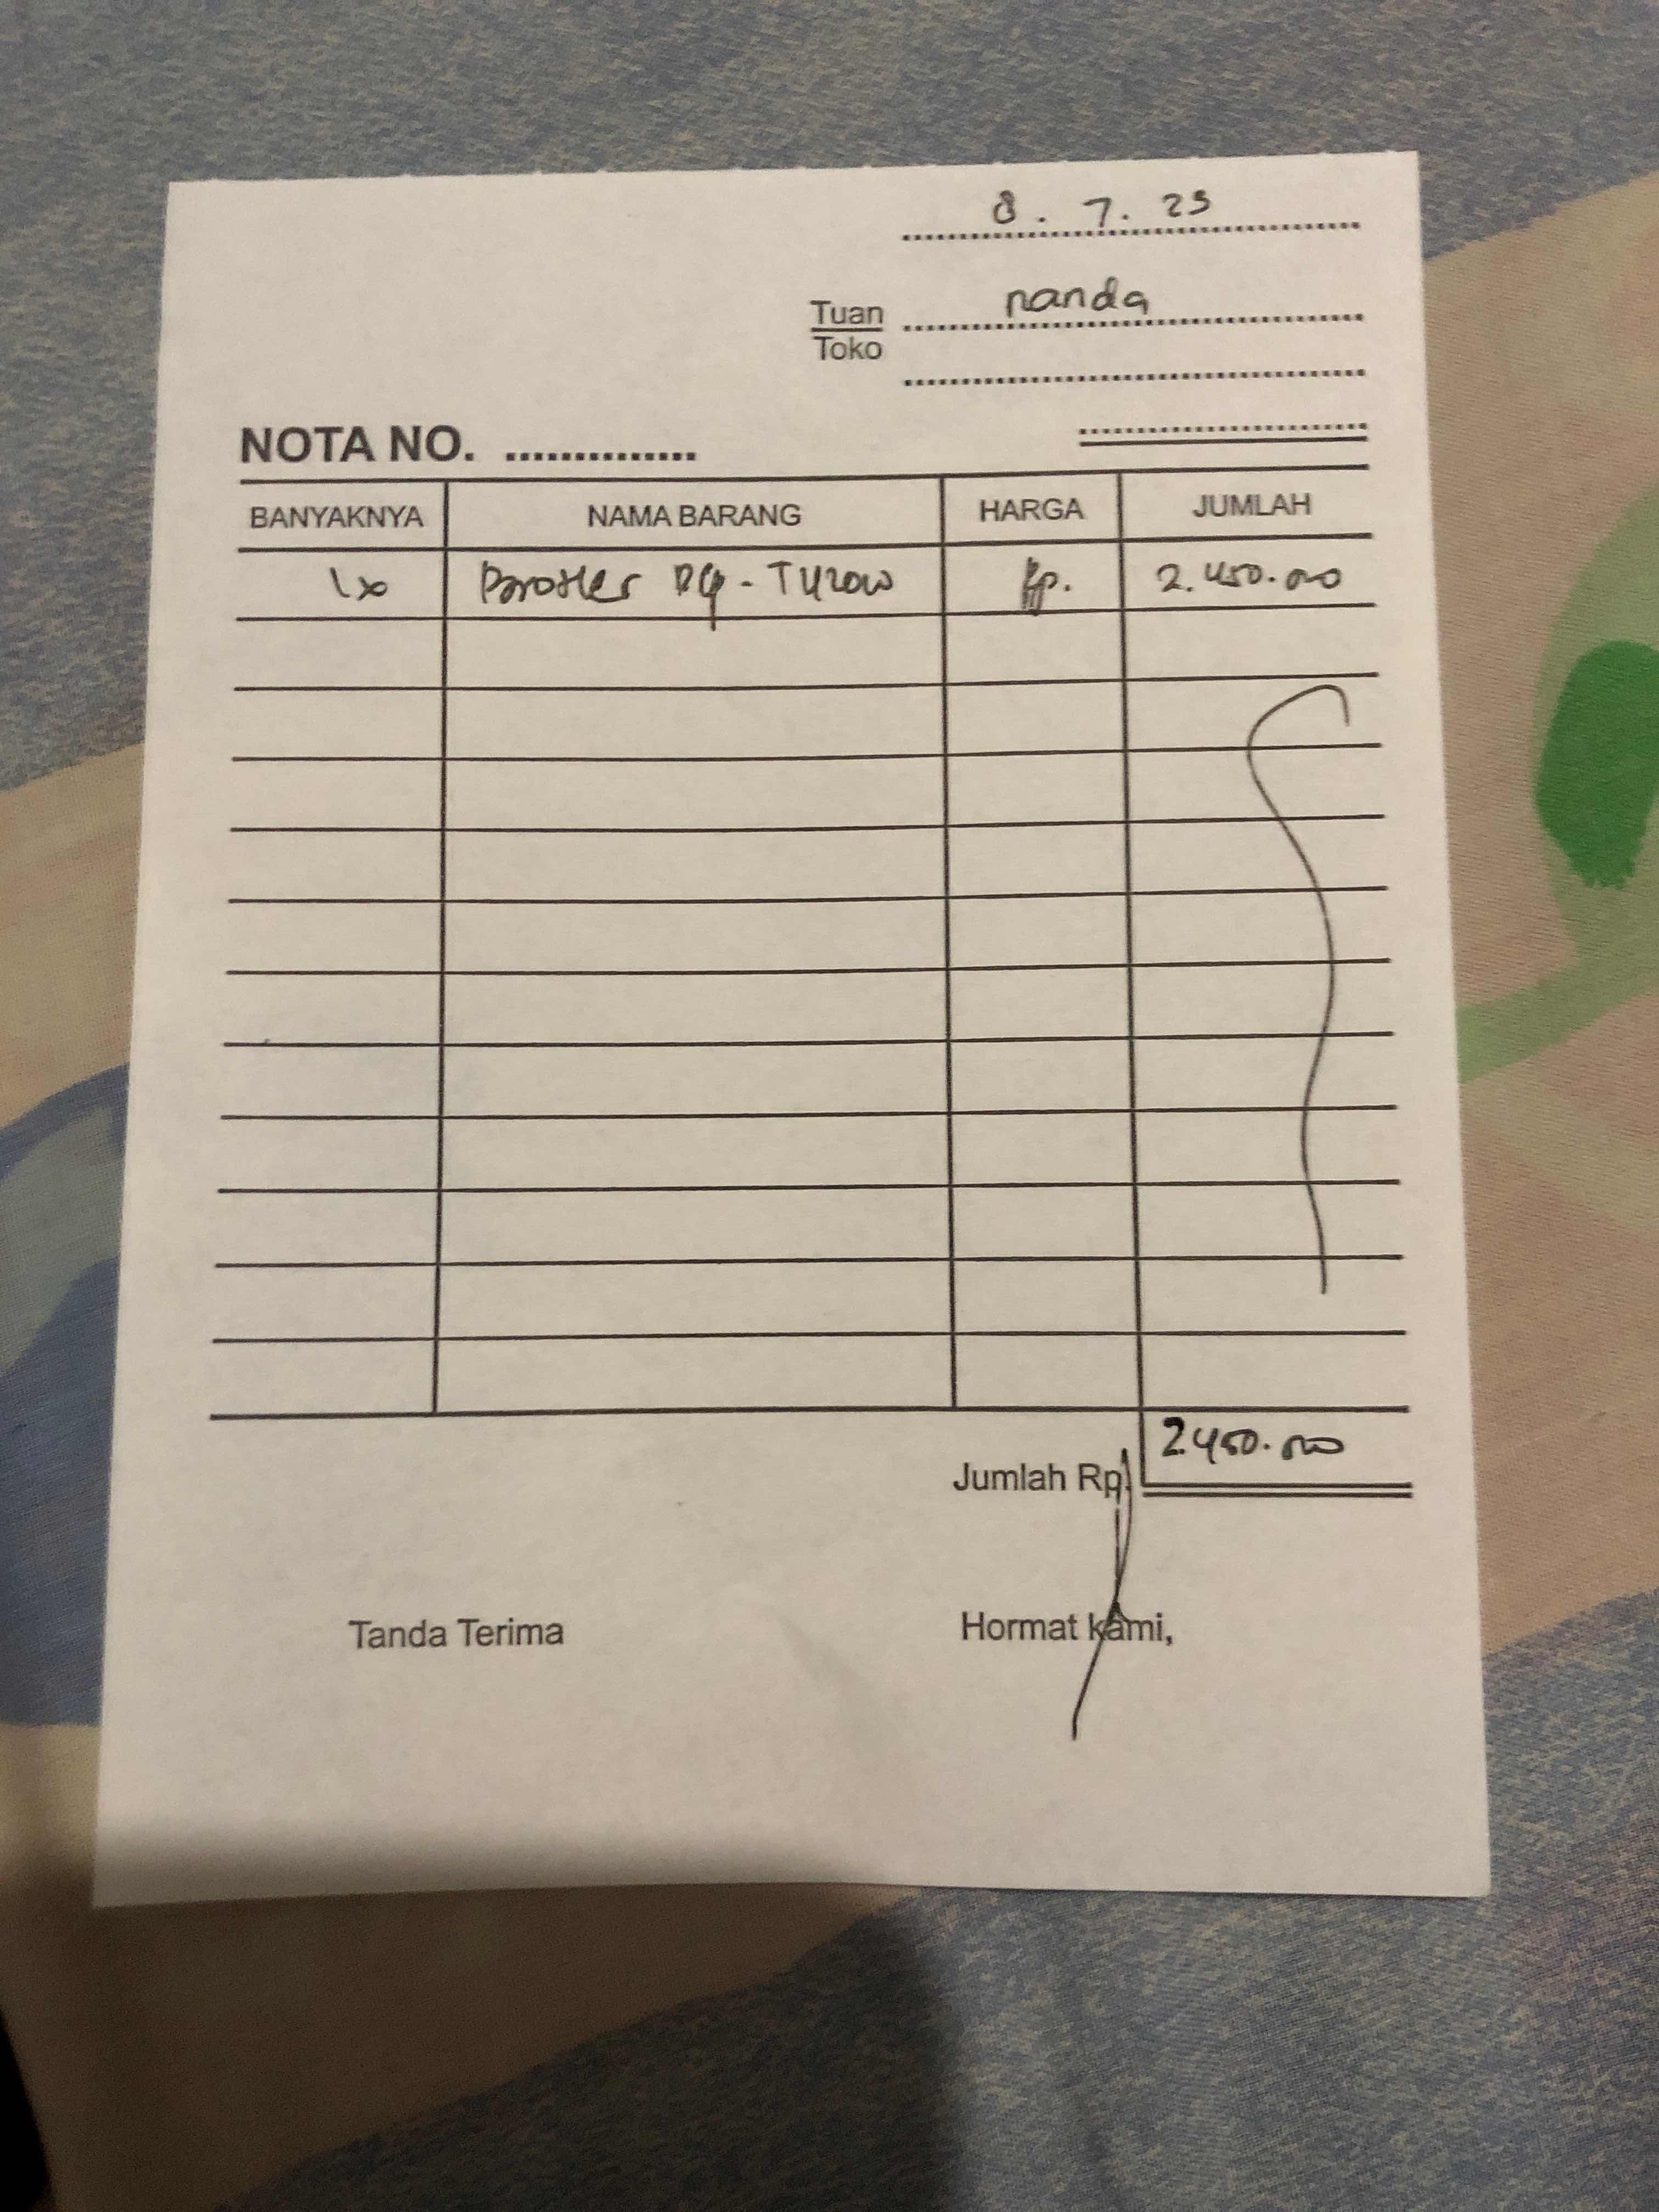 8. 7. 23
Tuan nanda
Toko
NOTA NO. ..............
BANYAKNYA NAMA BARANG HARGA JUMLAH
1x Brother DCP-T420W Rp. 2.450.000
Jumlah Rp. 2.450.000
Tanda Terima Hormat kami,